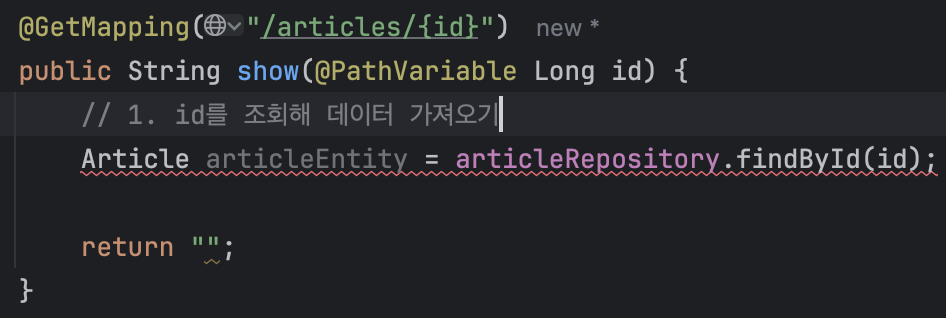 @GetMapping("/articles/{id}") new *
public String show(@PathVariable Long id) {
// 1. id를 조회해 데이터 가져오기
Article articleEntity = articleRepository.findById(id);
return "";
}